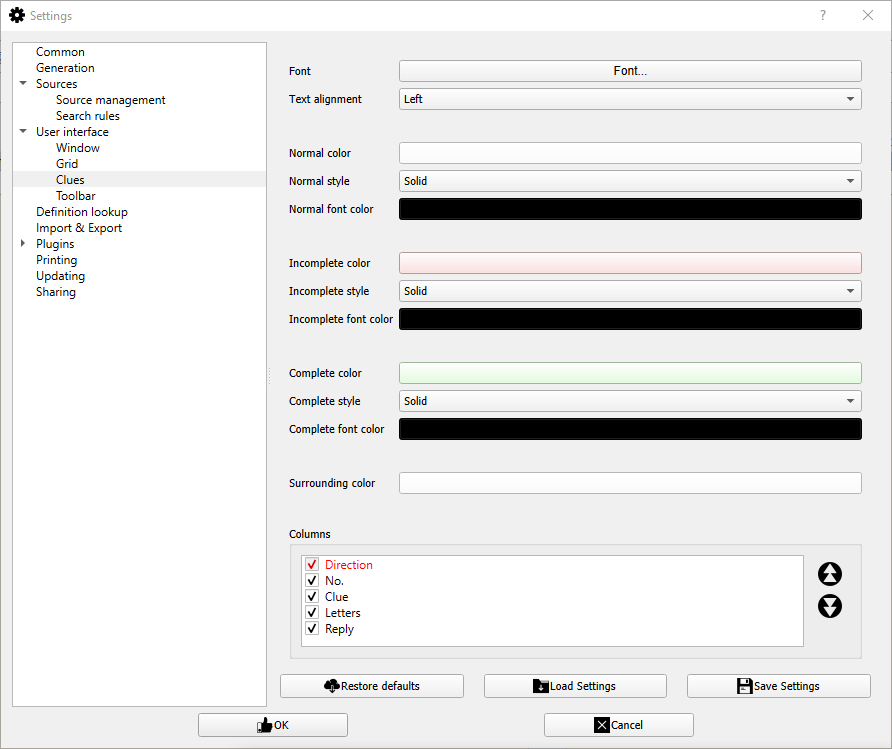 Settings
?
Common
Generation
Sources
Source management
Search rules
User interface
Window
Grid
Clues
Toolbar
Definition lookup
Import & Export
Plugins
Printing
Updating
Sharing
Font
Font...
Text alignment
Left
Normal color
Normal style
Solid
Normal font color
Incomplete color
Incomplete style
Solid
Incomplete font color
Complete color
Complete style
Solid
Complete font color
Surrounding color
Columns
Direction
No.
Clue
Letters
Reply
Restore defaults
Load Settings
Save Settings
OK
Cancel